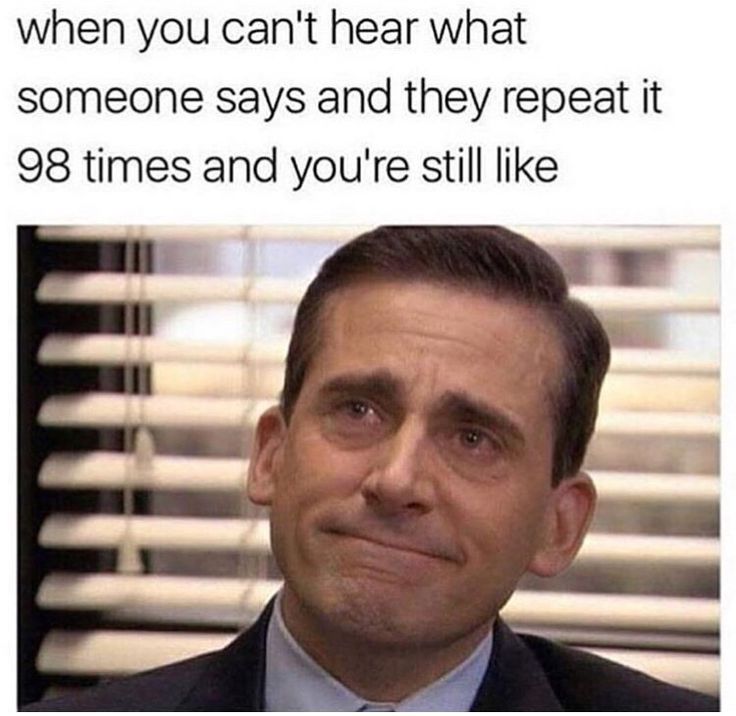 when you can't hear what
someone says and they repeat it
98 times and you're still like